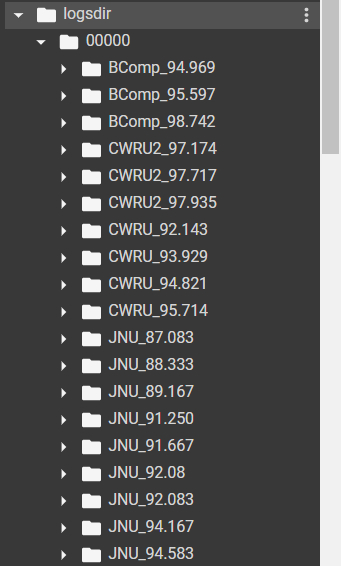 logsdir
00000
BComp_94.969
BComp_95.597
BComp_98.742
CWRU2_97.174
CWRU2_97.717
CWRU2_97.935
CWRU_92.143
CWRU_93.929
CWRU_94.821
CWRU_95.714
JNU_87.083
JNU_88.333
JNU_89.167
JNU_91.250
JNU_91.667
JNU_92.08
JNU_92.083
JNU_94.167
JNU_94.583